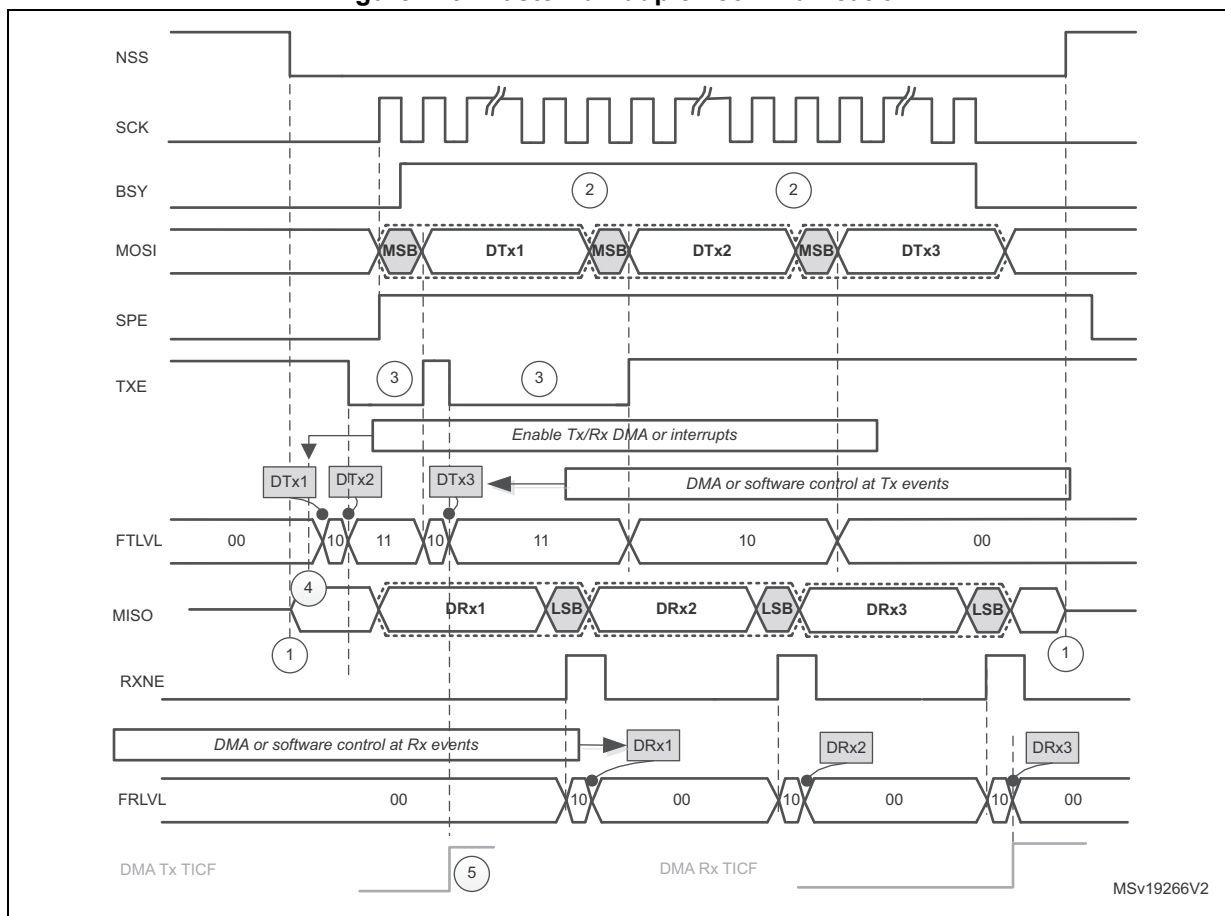 NSS
SCK
BSY
2 2
MOSI
MSB DTx1 MSB DTx2 MSB DTx3
SPE
TXE
3 3
Enable Tx/Rx DMA or interrupts
DTx1 DTx2 DTx3 DMA or software control at Tx events
FTLVL 00 10 11 10 11 10 00
4
MISO DRx1 LSB DRx2 LSB DRx3 LSB
1 1
RXNE
DMA or software control at Rx events DRx1 DRx2 DRx3
FRLVL 00 10 00 10 00 10 00
DMA Tx TICF 5 DMA Rx TICF
MSv19266V2